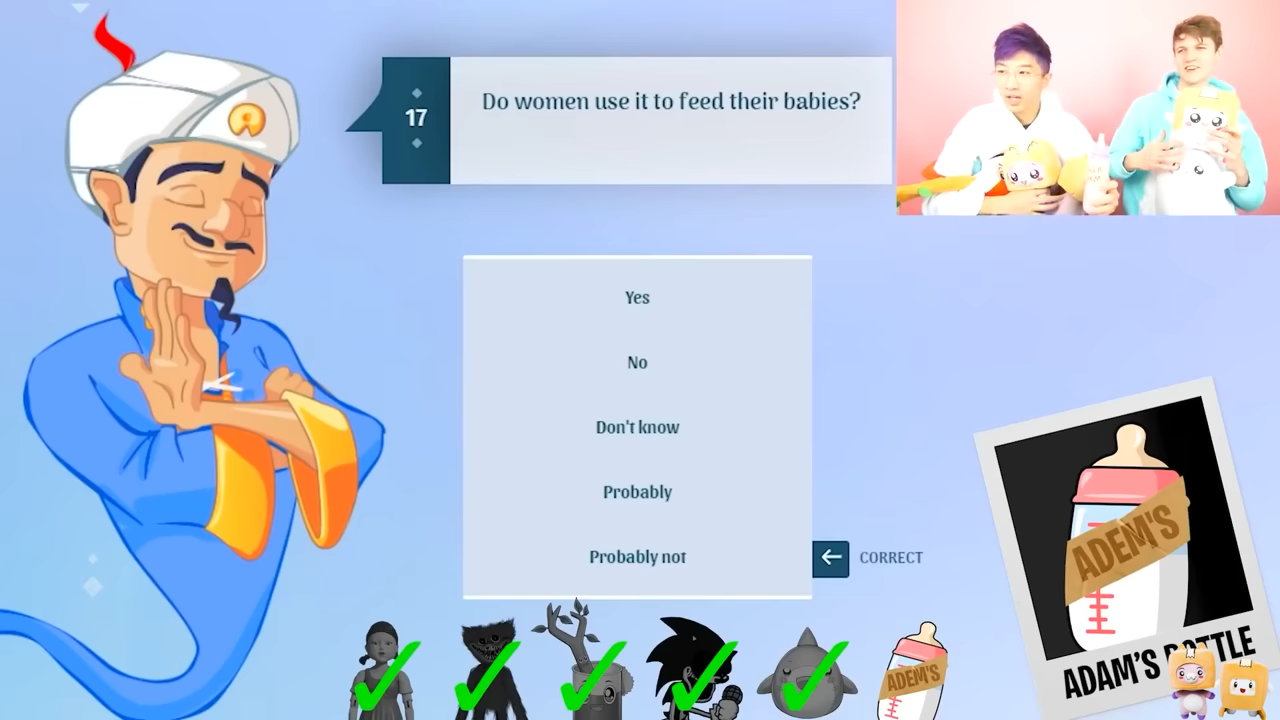 17
Do women use it to feed their babies?
Yes
No
Don't know
Probably
Probably not
CORRECT
ADEM'S
ADAM'S BOTTLE
ADEM'S